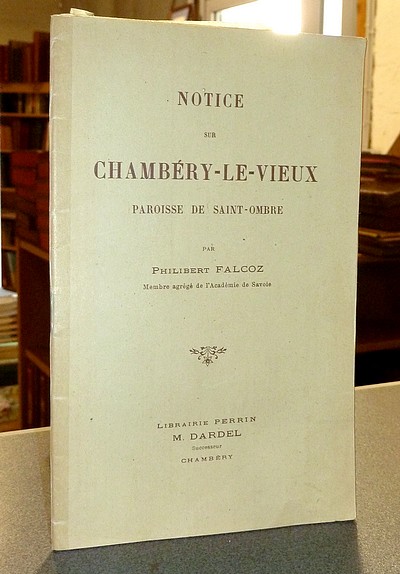 NOTICE
SUR
CHAMBÉRY-LE-VIEUX
PAROISSE DE SAINT-OMBRE
PAR
PHILIBERT FALCOZ
Membre agrégé de l'Académie de Savoie
LIBRAIRIE PERRIN
M. DARDEL
Successeur
CHAMBÉRY